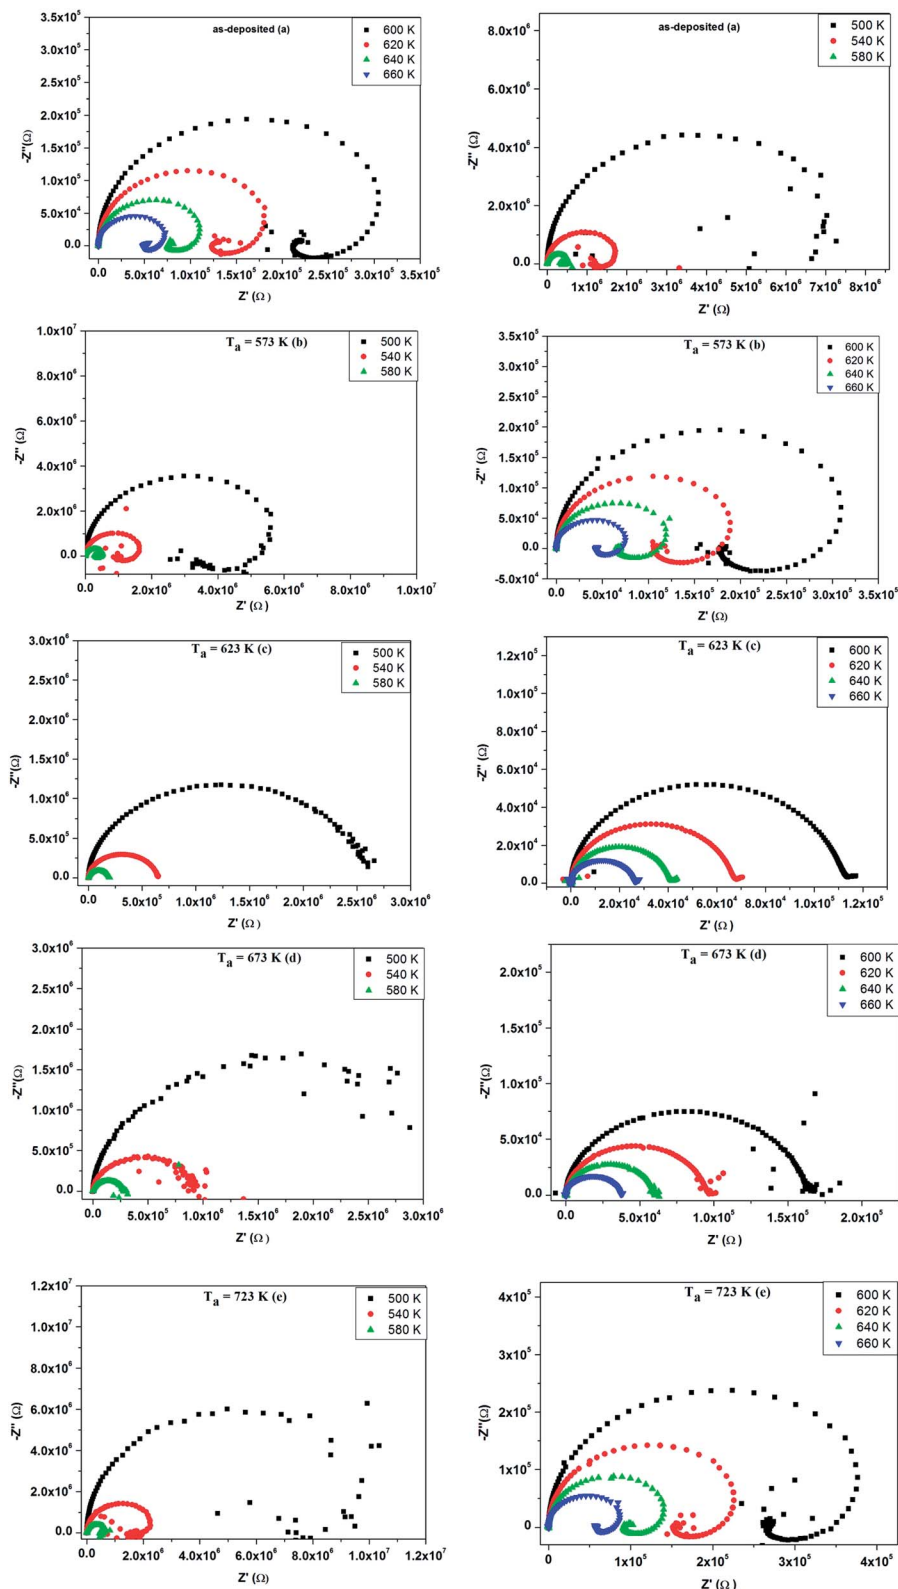 3.5x10⁵
3.0x10⁵
2.5x10⁵
2.0x10⁵
1.5x10⁵
1.0x10⁵
5.0x10⁴
0.0
-Z''(Ω)
as-deposited (a)
600 K
620 K
640 K
660 K
0.0 5.0x10⁴ 1.0x10⁵ 1.5x10⁵ 2.0x10⁵ 2.5x10⁵ 3.0x10⁵ 3.5x10⁵
Z' (Ω)
8.0x10⁶
6.0x10⁶
4.0x10⁶
2.0x10⁶
0.0
-Z'' (Ω)
as-deposited (a)
500 K
540 K
580 K
0 1x10⁶ 2x10⁶ 3x10⁶ 4x10⁶ 5x10⁶ 6x10⁶ 7x10⁶ 8x10⁶
Z' (Ω)
1.0x10⁷
8.0x10⁶
6.0x10⁶
4.0x10⁶
2.0x10⁶
0.0
-Z'' (Ω)
Tₐ = 573 K (b)
500 K
540 K
580 K
0.0 2.0x10⁶ 4.0x10⁶ 6.0x10⁶ 8.0x10⁶ 1.0x10⁷
Z' (Ω)
3.5x10⁵
3.0x10⁵
2.5x10⁵
2.0x10⁵
1.5x10⁵
1.0x10⁵
5.0x10⁴
0.0
-5.0x10⁴
-Z'' (Ω)
Tₐ = 573 K (b)
600 K
620 K
640 K
660 K
0.0 5.0x10⁴ 1.0x10⁵ 1.5x10⁵ 2.0x10⁵ 2.5x10⁵ 3.0x10⁵ 3.5x10⁵
Z' (Ω)
3.0x10⁶
2.5x10⁶
2.0x10⁶
1.5x10⁶
1.0x10⁶
5.0x10⁵
0.0
-Z'' (Ω)
Tₐ = 623 K (c)
500 K
540 K
580 K
0.0 5.0x10⁵ 1.0x10⁶ 1.5x10⁶ 2.0x10⁶ 2.5x10⁶ 3.0x10⁶
Z' (Ω)
1.2x10⁵
1.0x10⁵
8.0x10⁴
6.0x10⁴
4.0x10⁴
2.0x10⁴
0.0
-Z'' (Ω)
Tₐ = 623 K (c)
600 K
620 K
640 K
660 K
0.0 2.0x10⁴ 4.0x10⁴ 6.0x10⁴ 8.0x10⁴ 1.0x10⁵ 1.2x10⁵
Z' (Ω)
3.0x10⁶
2.5x10⁶
2.0x10⁶
1.5x10⁶
1.0x10⁶
5.0x10⁵
0.0
-Z''(Ω)
Tₐ = 673 K (d)
500 K
540 K
580 K
0.0 5.0x10⁵ 1.0x10⁶ 1.5x10⁶ 2.0x10⁶ 2.5x10⁶ 3.0x10⁶
Z' (Ω)
2.0x10⁵
1.5x10⁵
1.0x10⁵
5.0x10⁴
0.0
-Z''(Ω)
Tₐ = 673 K (d)
600 K
620 K
640 K
660 K
0.0 5.0x10⁴ 1.0x10⁵ 1.5x10⁵ 2.0x10⁵
Z' (Ω)
1.2x10⁷
1.0x10⁷
8.0x10⁶
6.0x10⁶
4.0x10⁶
2.0x10⁶
0.0
-Z'' (Ω)
Tₐ = 723 K (e)
500 K
540 K
580 K
0.0 2.0x10⁶ 4.0x10⁶ 6.0x10⁶ 8.0x10⁶ 1.0x10⁷ 1.2x10⁷
Z' (Ω)
4x10⁵
3x10⁵
2x10⁵
1x10⁵
0
-Z''(Ω)
Tₐ = 723 K (e)
600 K
620 K
640 K
660 K
0 1x10⁵ 2x10⁵ 3x10⁵ 4x10⁵
Z' (Ω)